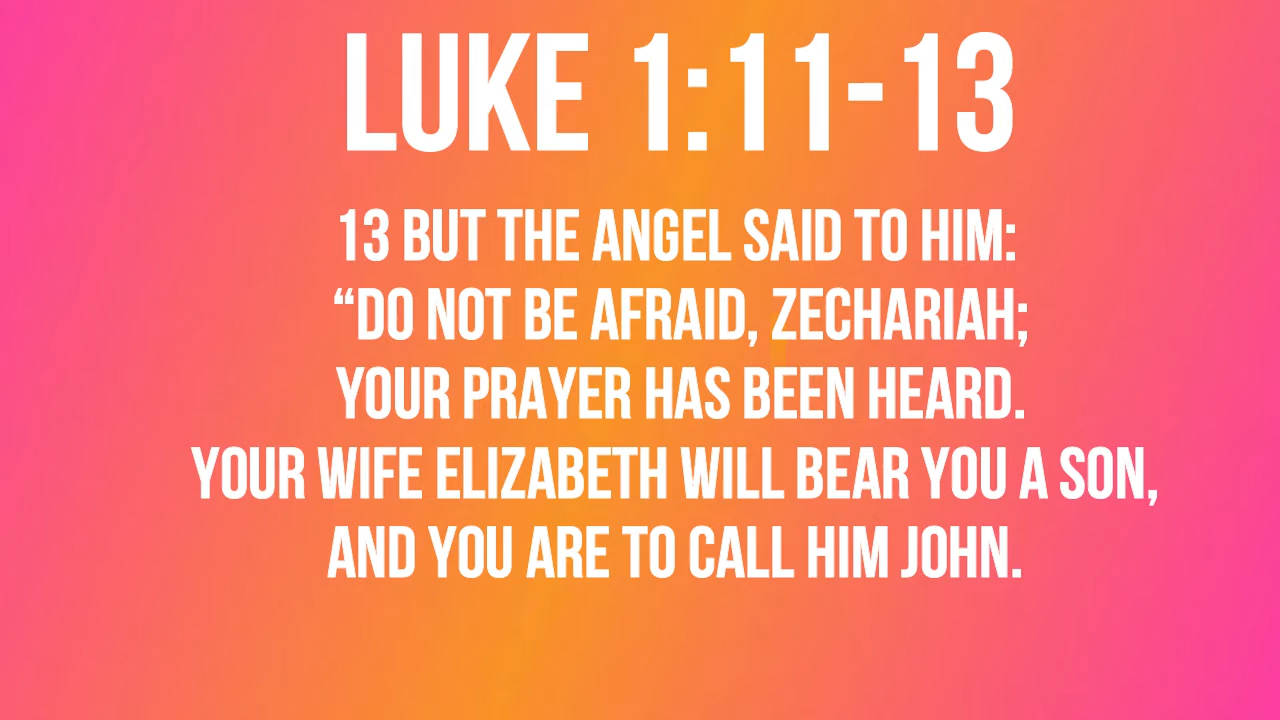 LUKE 1:11-13
13 BUT THE ANGEL SAID TO HIM:
“DO NOT BE AFRAID, ZECHARIAH;
YOUR PRAYER HAS BEEN HEARD.
YOUR WIFE ELIZABETH WILL BEAR YOU A SON,
AND YOU ARE TO CALL HIM JOHN.